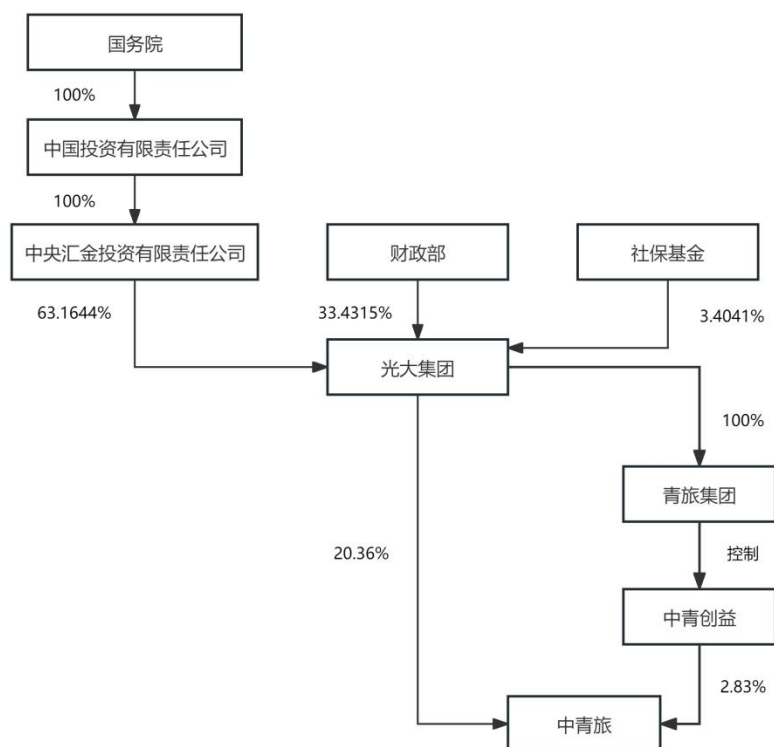 国务院
100%
中国投资有限责任公司
100%
中央汇金投资有限责任公司
财政部
社保基金
63.1644%
33.4315%
3.4041%
光大集团
100%
青旅集团
20.36%
控制
中青创益
2.83%
中青旅